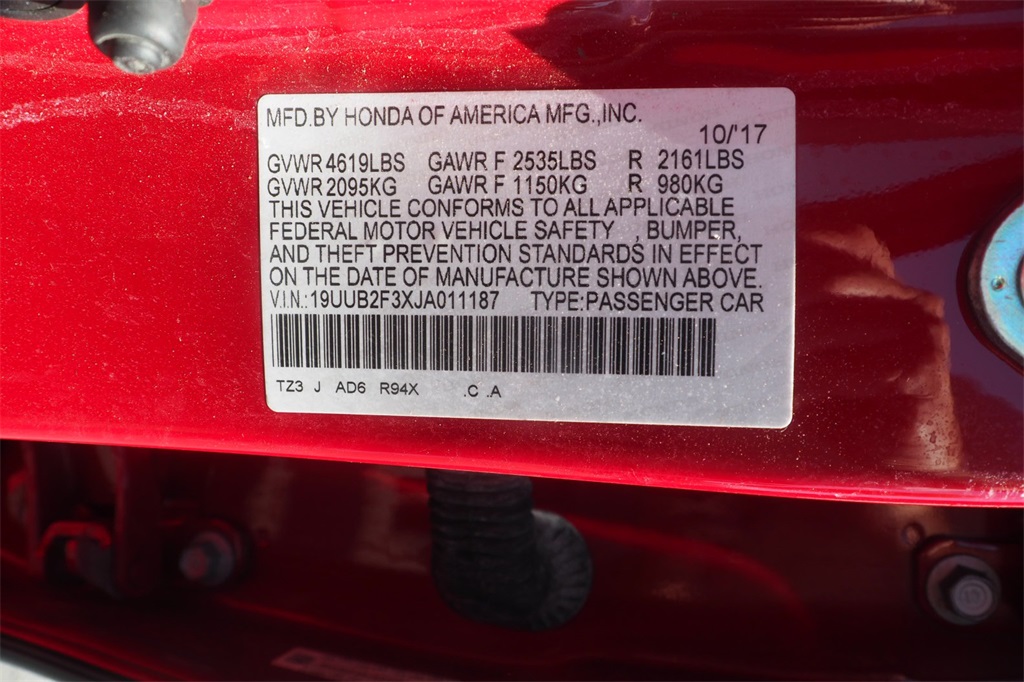 MFD.BY HONDA OF AMERICA MFG.,INC.
10/'17
GVWR 4619LBS GAWR F 2535LBS R 2161LBS
GVWR 2095KG GAWR F 1150KG R 980KG
THIS VEHICLE CONFORMS TO ALL APPLICABLE
FEDERAL MOTOR VEHICLE SAFETY , BUMPER,
AND THEFT PREVENTION STANDARDS IN EFFECT
ON THE DATE OF MANUFACTURE SHOWN ABOVE.
V.I.N.:19UUB2F3XJA011187 TYPE:PASSENGER CAR
TZ3 J AD6 R94X .C .A